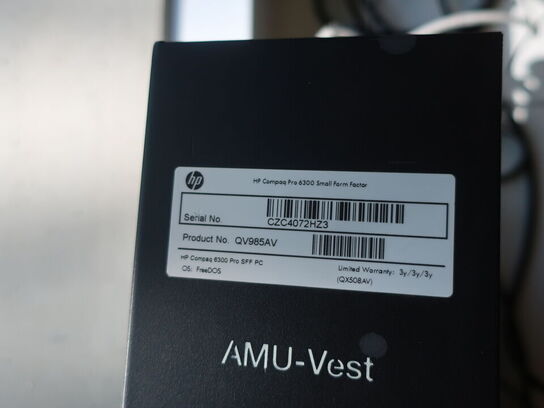 hp
HP Compaq Pro 6300 Small Form Factor
Serial No. CZC4072HZ3
Product No. QV985AV
HP Compaq 6300 Pro SFF PC
OS: FreeDOS
Limited Warranty: 3y/3y/3y
(QX508AV)
AMU-Vest